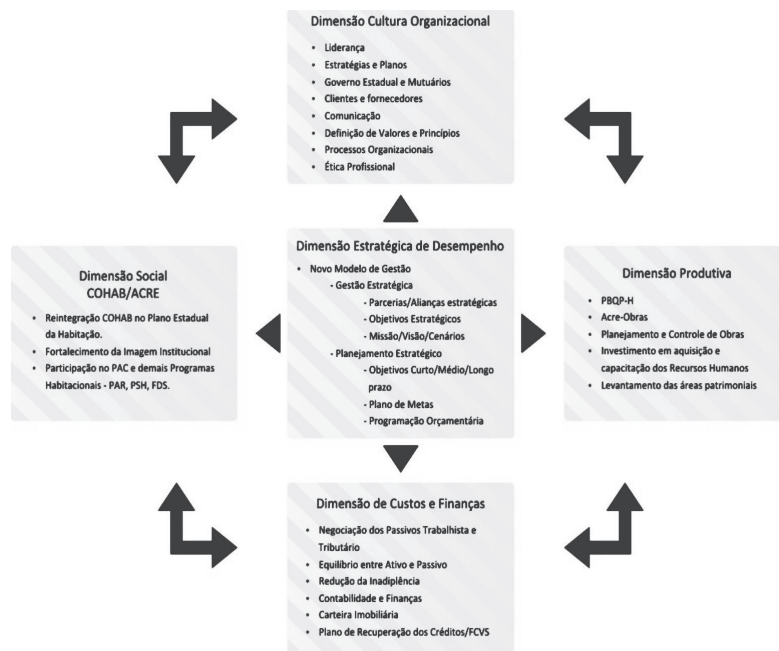 Dimensão Cultura Organizacional
• Liderança
• Estratégias e Planos
• Governo Estadual e Mutuários
• Clientes e fornecedores
• Comunicação
• Definição de Valores e Princípios
• Processos Organizacionais
• Ética Profissional
Dimensão Social
COHAB/ACRE
• Reintegração COHAB no Plano Estadual
da Habitação.
• Fortalecimento da Imagem Institucional
• Participação no PAC e demais Programas
Habitacionais - PAR, PSH, FDS.
Dimensão Estratégica de Desempenho
• Novo Modelo de Gestão
- Gestão Estratégica
- Parcerias/Alianças estratégicas
- Objetivos Estratégicos
- Missão/Visão/Cenários
- Planejamento Estratégico
- Objetivos Curto/Médio/Longo
prazo
- Plano de Metas
- Programação Orçamentária
Dimensão Produtiva
• PBQP-H
• Acre-Obras
• Planejamento e Controle de Obras
• Investimento em aquisição e
capacitação dos Recursos Humanos
• Levantamento das áreas patrimoniais
Dimensão de Custos e Finanças
• Negociação dos Passivos Trabalhista e
Tributário
• Equilíbrio entre Ativo e Passivo
• Redução da Inadiplência
• Contabilidade e Finanças
• Carteira Imobiliária
• Plano de Recuperação dos Créditos/FCVS